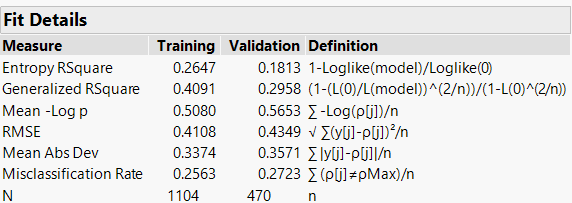 Fit Details
Measure Training Validation Definition
Entropy RSquare 0.2647 0.1813 1-Loglike(model)/Loglike(0)
Generalized RSquare 0.4091 0.2958 (1-(L(0)/L(model))^(2/n))/(1-L(0)^(2/n))
Mean -Log p 0.5080 0.5653 ∑ -Log(ρ[j])/n
RMSE 0.4108 0.4349 √ ∑(y[j]-ρ[j])²/n
Mean Abs Dev 0.3374 0.3571 ∑ |y[j]-ρ[j]|/n
Misclassification Rate 0.2563 0.2723 ∑ (ρ[j]≠ρMax)/n
N 1104 470 n